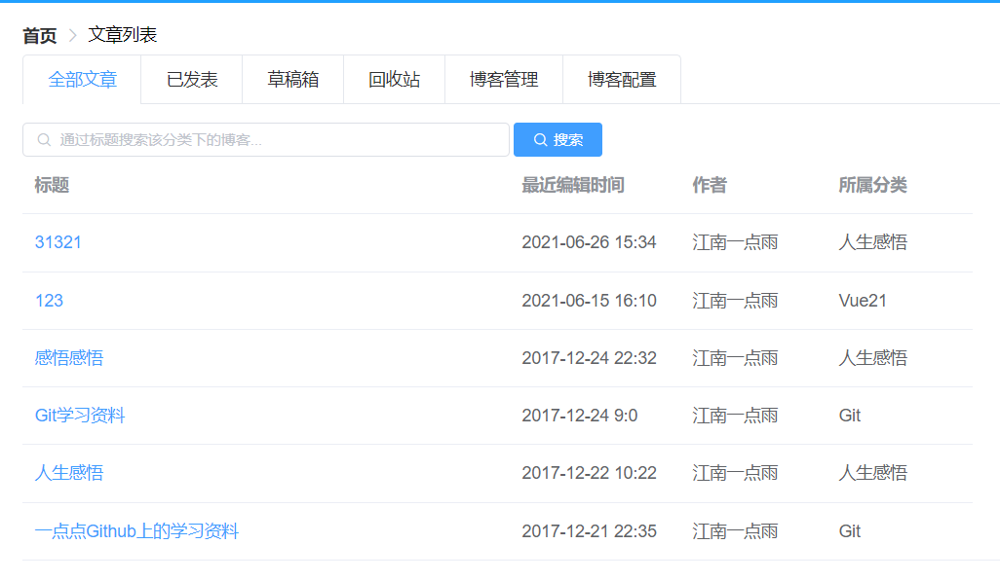 首页 > 文章列表
全部文章 已发表 草稿箱 回收站 博客管理 博客配置
通过标题搜索该分类下的博客... 搜索
标题 最近编辑时间 作者 所属分类
31321 2021-06-26 15:34 江南一点雨 人生感悟
123 2021-06-15 16:10 江南一点雨 Vue21
感悟感悟 2017-12-24 22:32 江南一点雨 人生感悟
Git学习资料 2017-12-24 9:0 江南一点雨 Git
人生感悟 2017-12-22 10:22 江南一点雨 人生感悟
一点点Github上的学习资料 2017-12-21 22:35 江南一点雨 Git